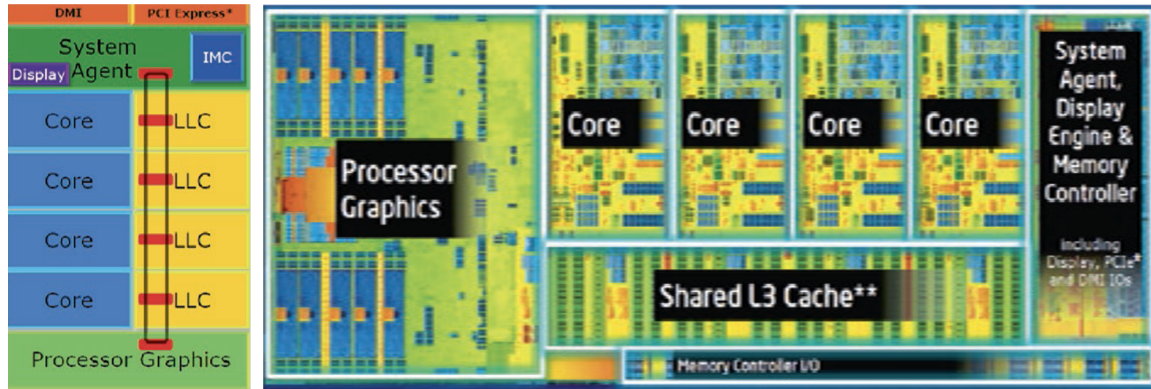 DMI
PCI Express*
System
Agent
IMC
Display
Core
LLC
Core
LLC
Core
LLC
Core
LLC
Processor Graphics
Processor
Graphics
Core
Core
Core
Core
System
Agent,
Display
Engine &
Memory
Controller
including
Display, PCIe*
and DMI IOs
Shared L3 Cache**
Memory Controller I/O